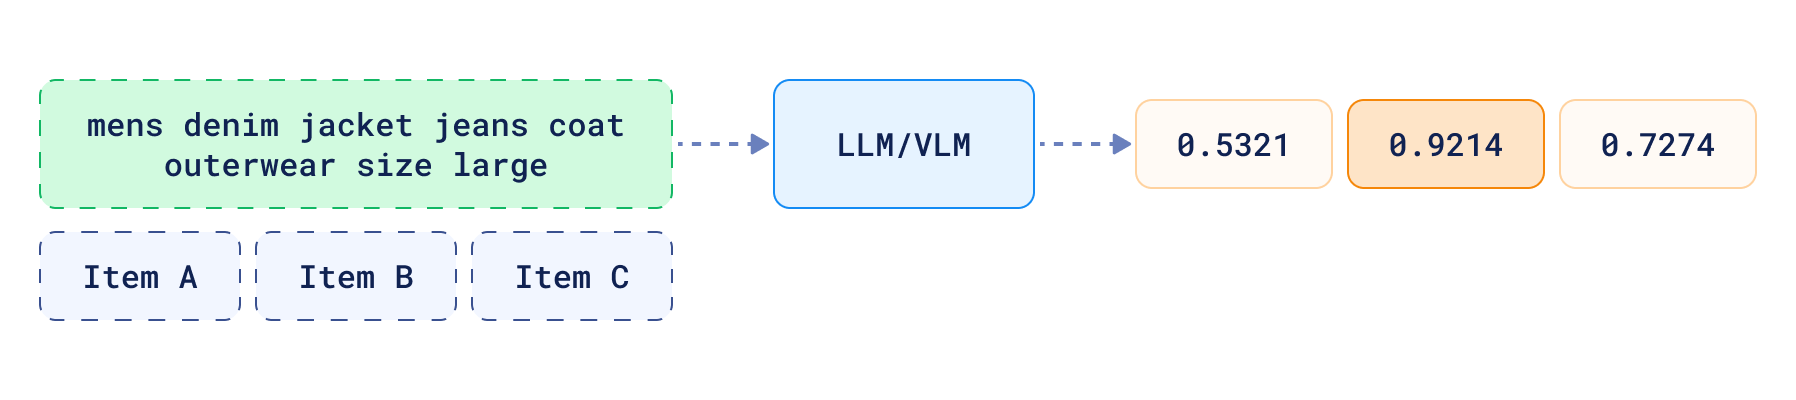 mens denim jacket jeans coat
outerwear size large
LLM/VLM
0.5321
0.9214
0.7274
Item A
Item B
Item C